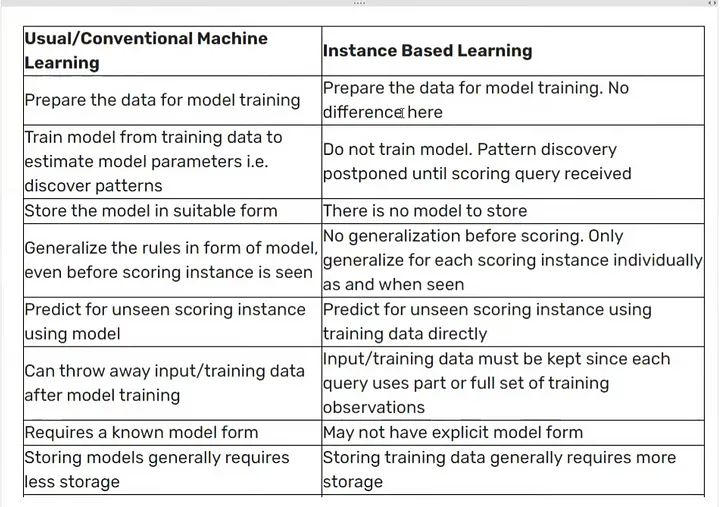 Usual/Conventional Machine
Learning
Instance Based Learning
Prepare the data for model training
Prepare the data for model training. No
difference here
Train model from training data to
estimate model parameters i.e.
discover patterns
Do not train model. Pattern discovery
postponed until scoring query received
Store the model in suitable form
There is no model to store
Generalize the rules in form of model,
even before scoring instance is seen
No generalization before scoring. Only
generalize for each scoring instance individually
as and when seen
Predict for unseen scoring instance
using model
Predict for unseen scoring instance using
training data directly
Can throw away input/training data
after model training
Input/training data must be kept since each
query uses part or full set of training
observations
Requires a known model form
May not have explicit model form
Storing models generally requires
less storage
Storing training data generally requires more
storage